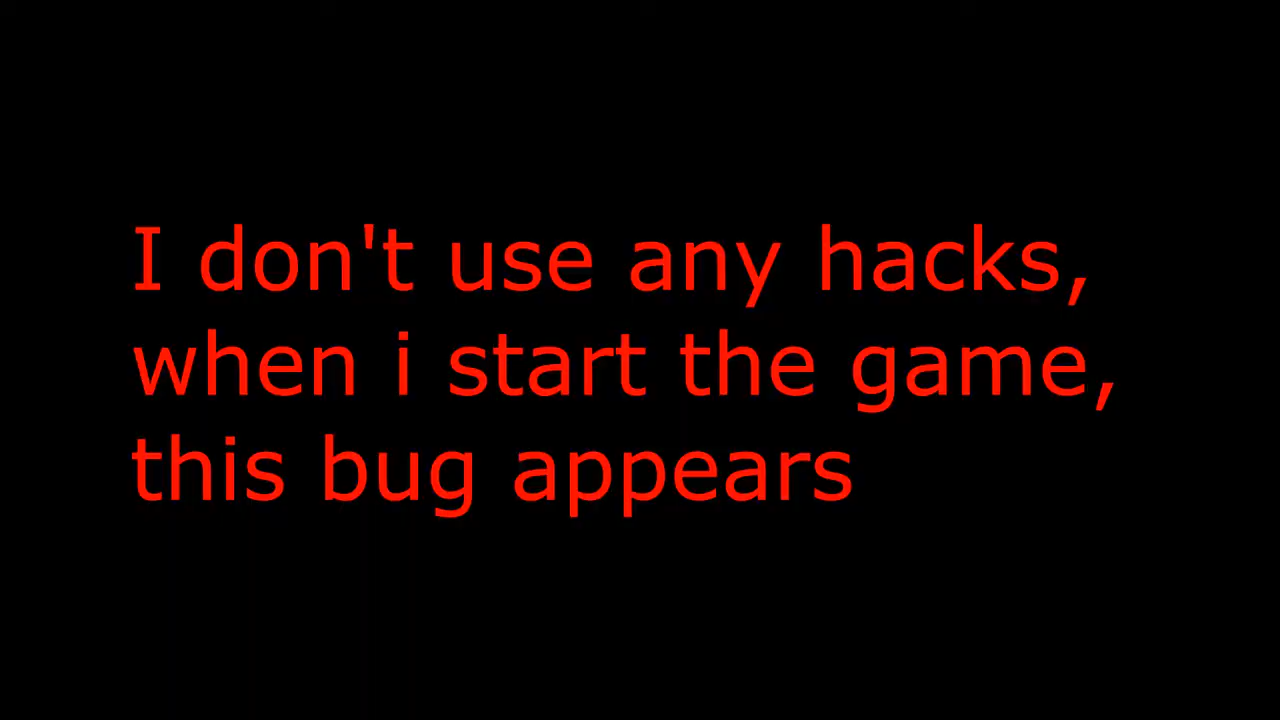 I don't use any hacks,
when i start the game,
this bug appears